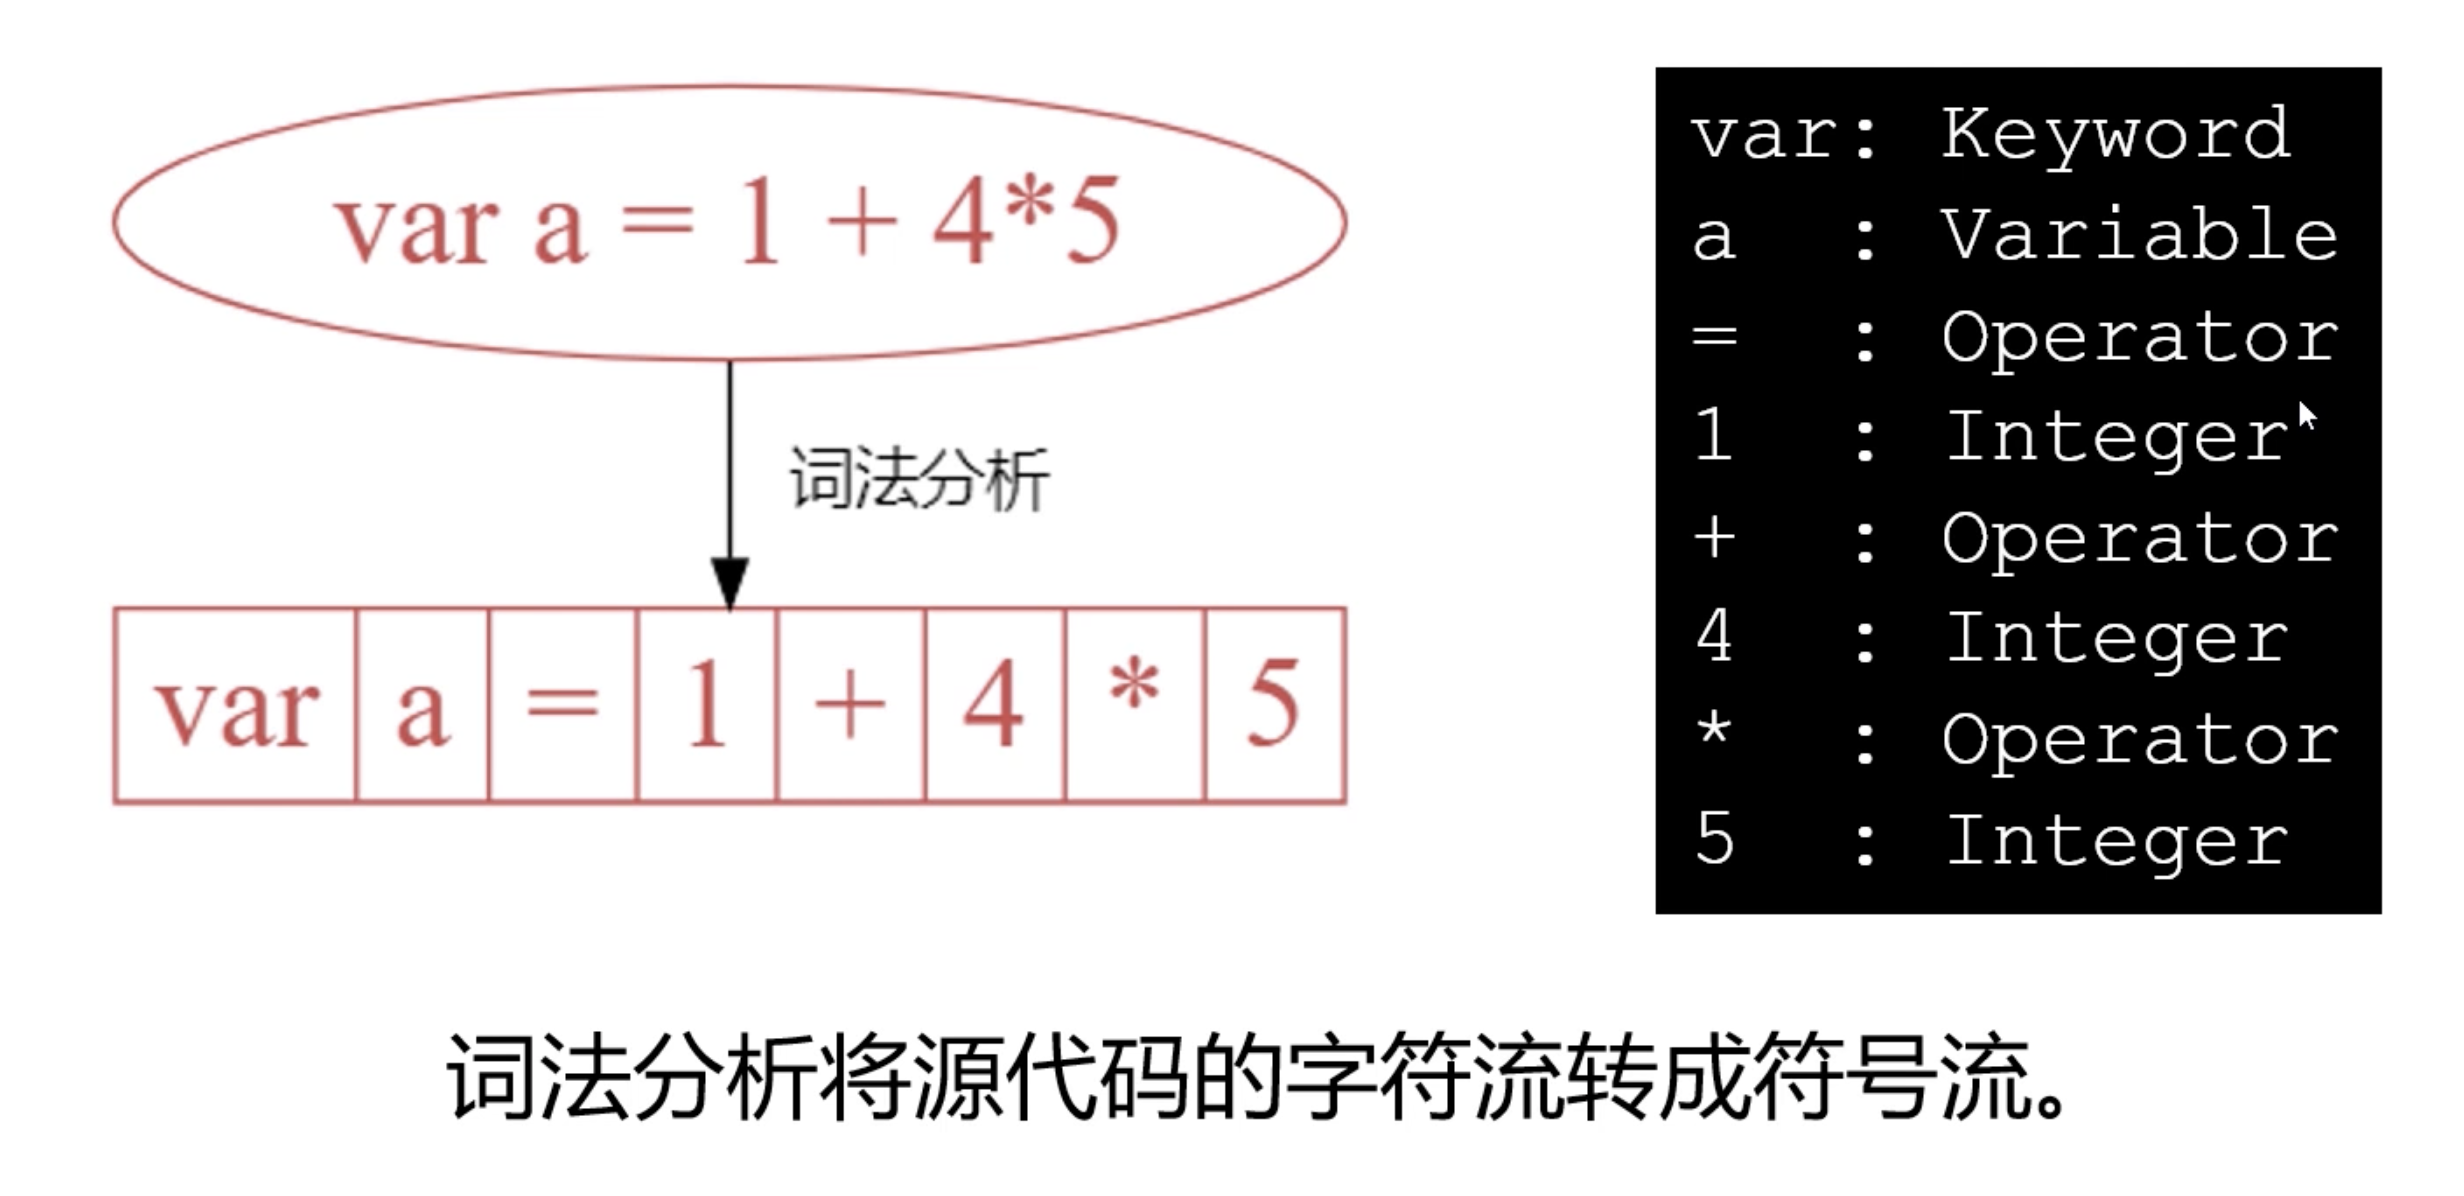 var a = 1 + 4*5
词法分析
var a = 1 + 4 * 5
var: Keyword
a : Variable
= : Operator
1 : Integer
+ : Operator
4 : Integer
* : Operator
5 : Integer
词法分析将源代码的字符流转成符号流。